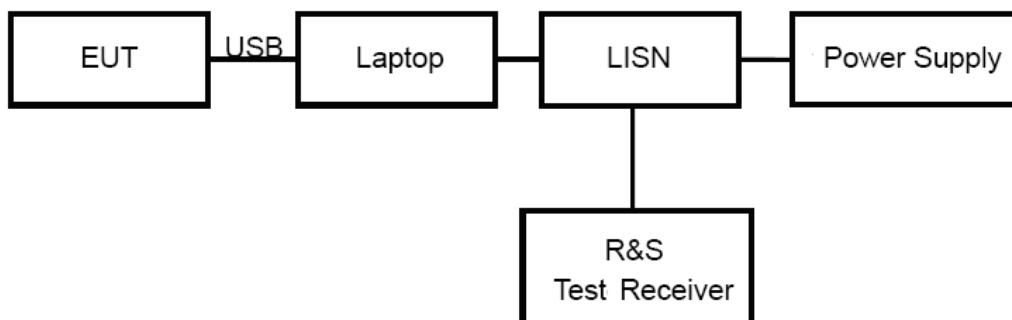 EUT
USB
Laptop
LISN
Power Supply
R&S
Test Receiver